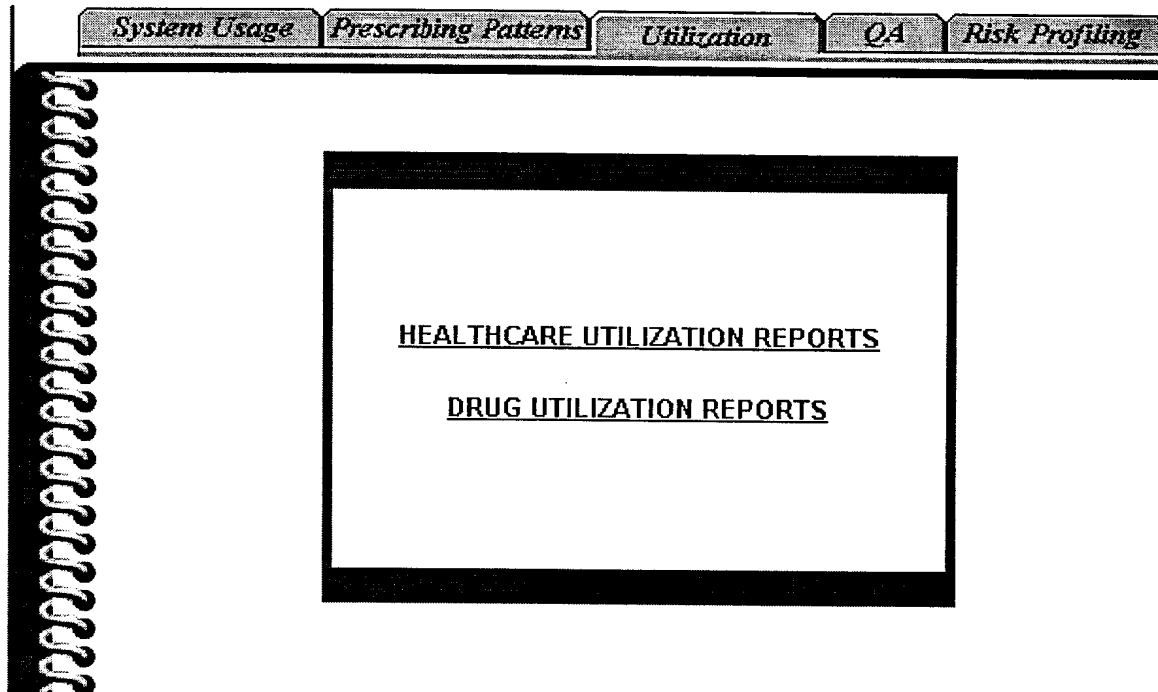 System Usage Prescribing Patterns Utilization QA Risk Profiling
HEALTHCARE UTILIZATION REPORTS
DRUG UTILIZATION REPORTS